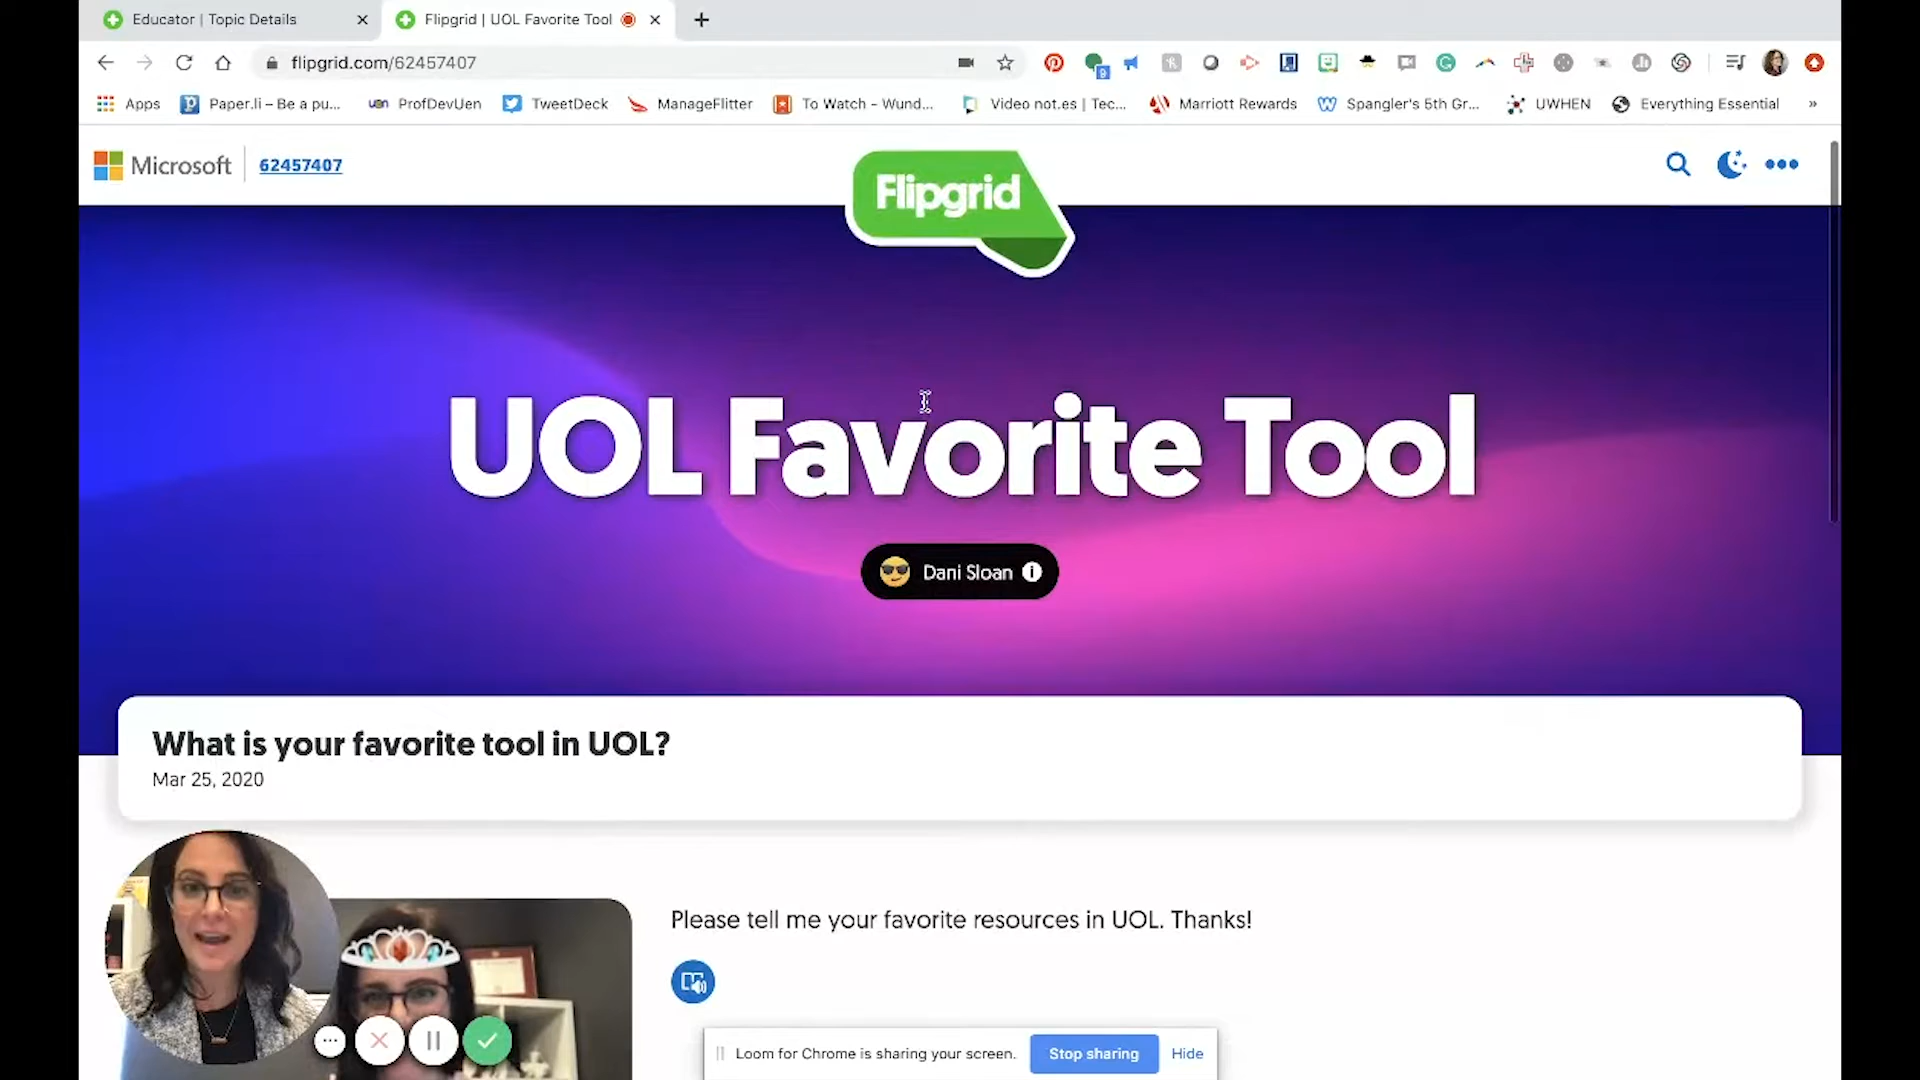 Educator | Topic Details
Flipgrid | UOL Favorite Tool
flipgrid.com/62457407
9
Apps
Paper.li – Be a pu...
uen ProfDevUen
TweetDeck
ManageFlitter
To Watch - Wund...
Video not.es | Tec...
Marriott Rewards
Spangler's 5th Gr...
UWHEN
Everything Essential
»
Microsoft
62457407
Flipgrid
UOL Favorite Tool
Dani Sloan
What is your favorite tool in UOL?
Mar 25, 2020
Please tell me your favorite resources in UOL. Thanks!
Loom for Chrome is sharing your screen.
Stop sharing
Hide